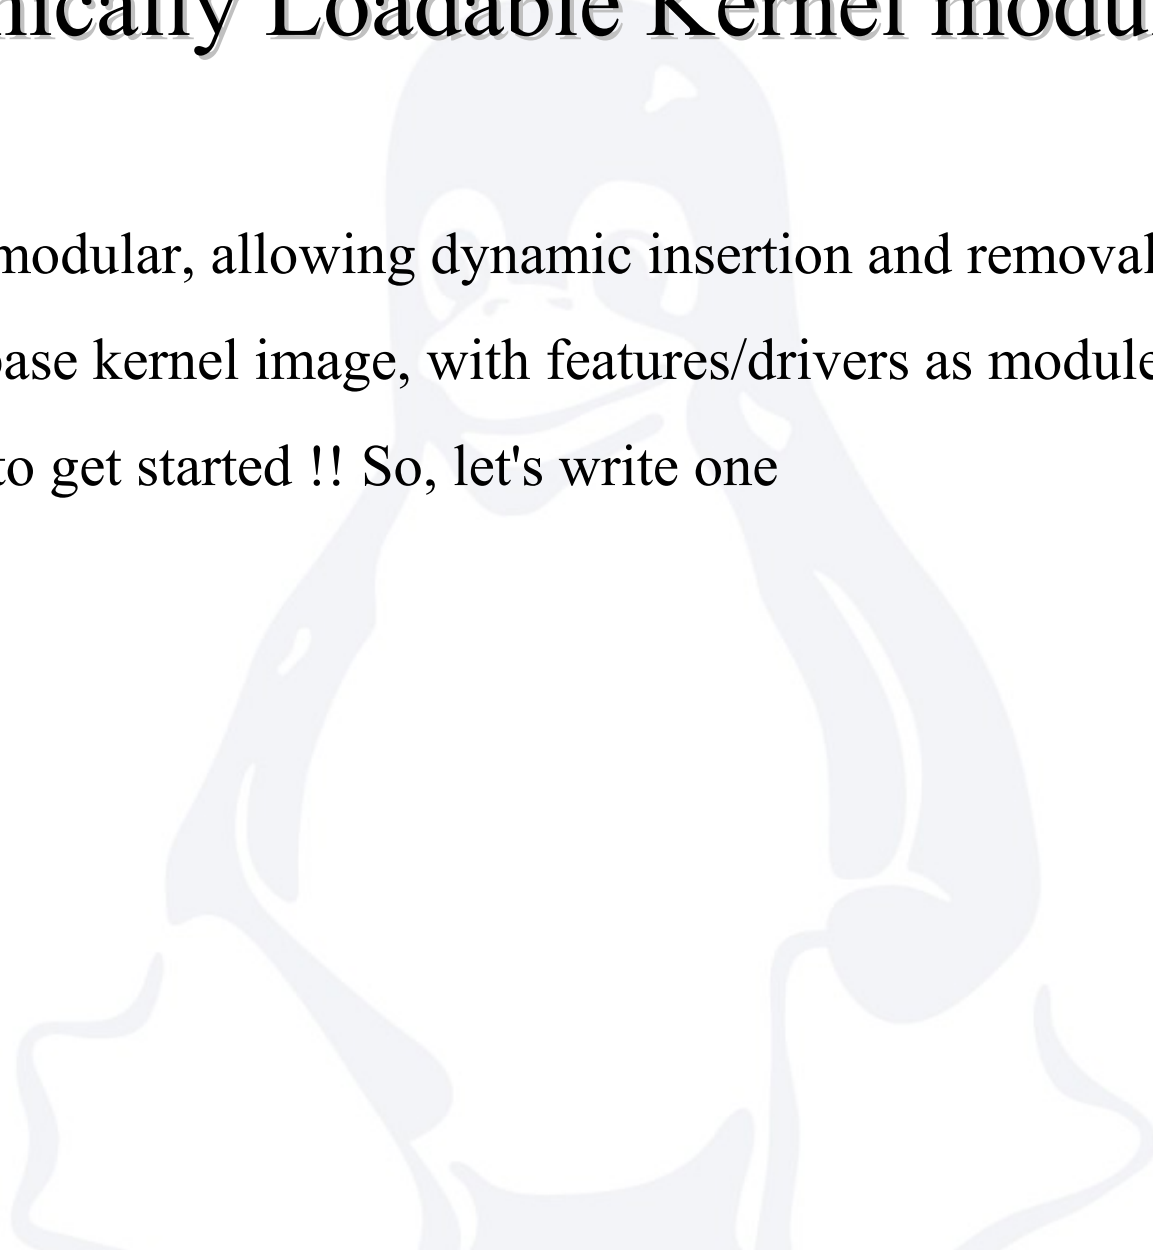 nically Loadable Kernel modu
modular, allowing dynamic insertion and removal
base kernel image, with features/drivers as module
to get started !! So, let's write one